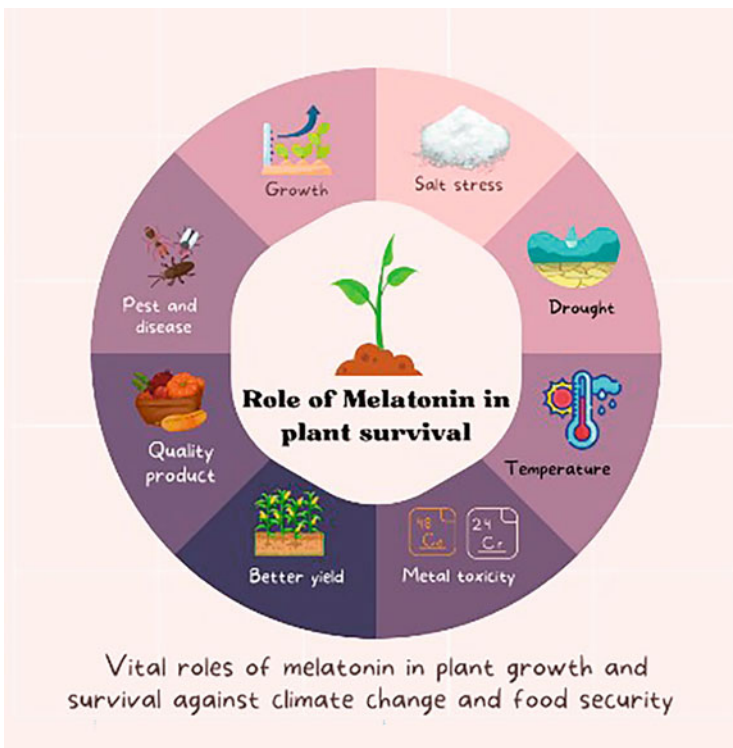 Growth
Salt stress
Pest and
disease
Drought
Role of Melatonin in
plant survival
Quality
product
Temperature
Better yield
48
Cd
24
Cr
Metal toxicity
Vital roles of melatonin in plant growth and
survival against climate change and food security